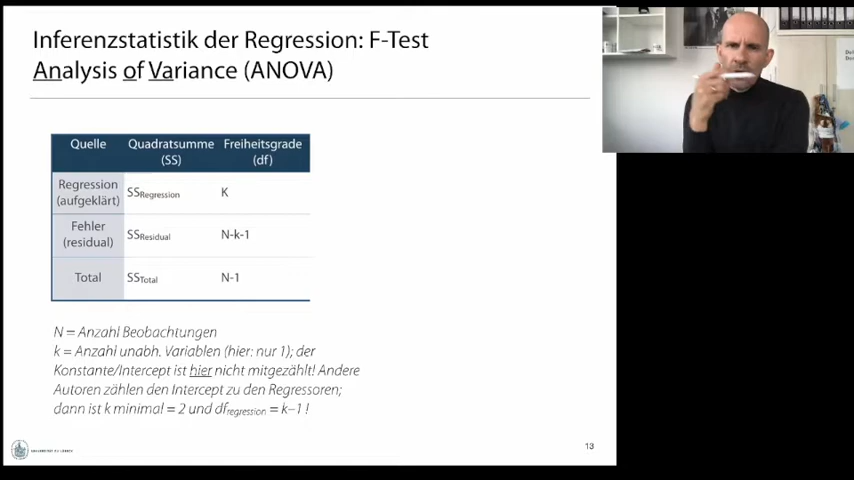 Inferenzstatistik der Regression: F-Test
Analysis of Variance (ANOVA)
Quelle Quadratsumme (SS) Freiheitsgrade (df)
Regression (aufgeklärt) SSRegression K
Fehler (residual) SSResidual N-k-1
Total SSTotal N-1
N = Anzahl Beobachtungen
k = Anzahl unabh. Variablen (hier: nur 1); der
Konstante/Intercept ist hier nicht mitgezählt! Andere
Autoren zählen den Intercept zu den Regressoren;
dann ist k minimal = 2 und dfregression = k–1 !
13